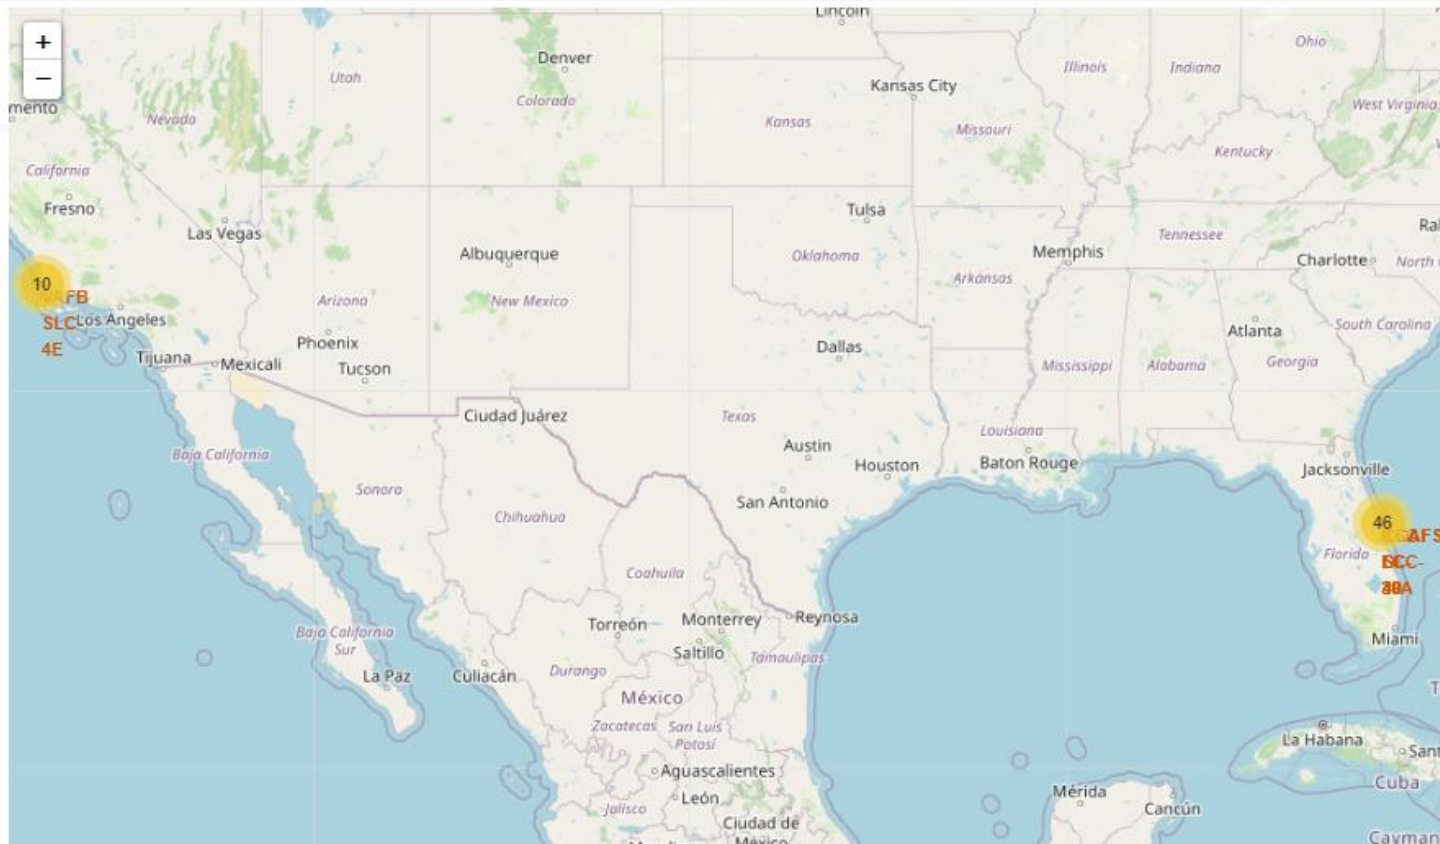 Lincoln
+
−
Ohio
Denver
Illinois
Indiana
Utah
Kansas City
Colorado
mento
West Virginia
Nevada
Kansas
Missouri
Kentucky
California
Fresno
Tulsa
Las Vegas
Tennessee
Ral
Albuquerque
Oklahoma
Memphis
Charlotte
North
Arkansas
10
VAFB
SLC-
4E
Arizona
New Mexico
Los Angeles
South Carolina
Atlanta
Phoenix
Dallas
Tijuana
Mexicali
Tucson
Mississippi
Alabama
Georgia
Ciudad Juárez
Texas
Louisiana
Baja California
Austin
Houston
Baton Rouge
Jacksonville
Sonora
San Antonio
Chihuahua
46
AFS
Florida
Coahuila
Torreón
Monterrey
Reynosa
Baja California
Sur
Saltillo
Tamaulipas
Miami
La Paz
Culiacán
Durango
México
Zacatecas
San Luis
Potosí
La Habana
Sant
Aguascalientes
Cuba
León
Jalisco
Mérida
Cancún
Ciudad de
México
Cayman